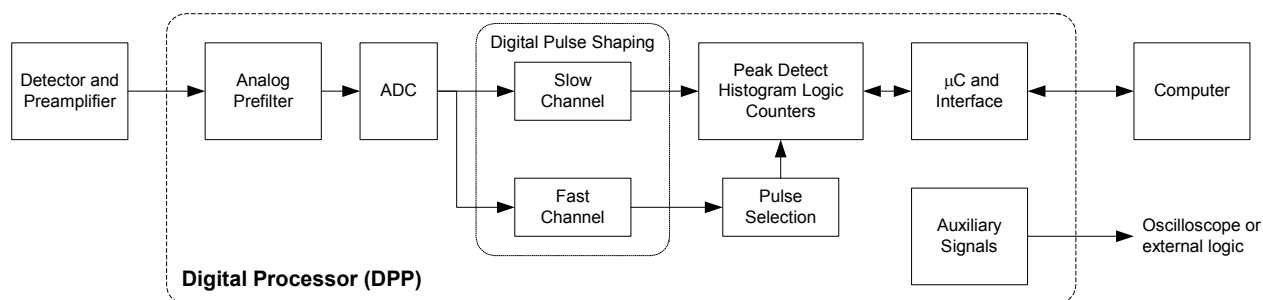 Digital Pulse Shaping
Detector and
Preamplifier
Analog
Prefilter
ADC
Slow
Channel
Peak Detect
Histogram Logic
Counters
μC and
Interface
Computer
Fast
Channel
Pulse
Selection
Auxiliary
Signals
Oscilloscope or
external logic
Digital Processor (DPP)